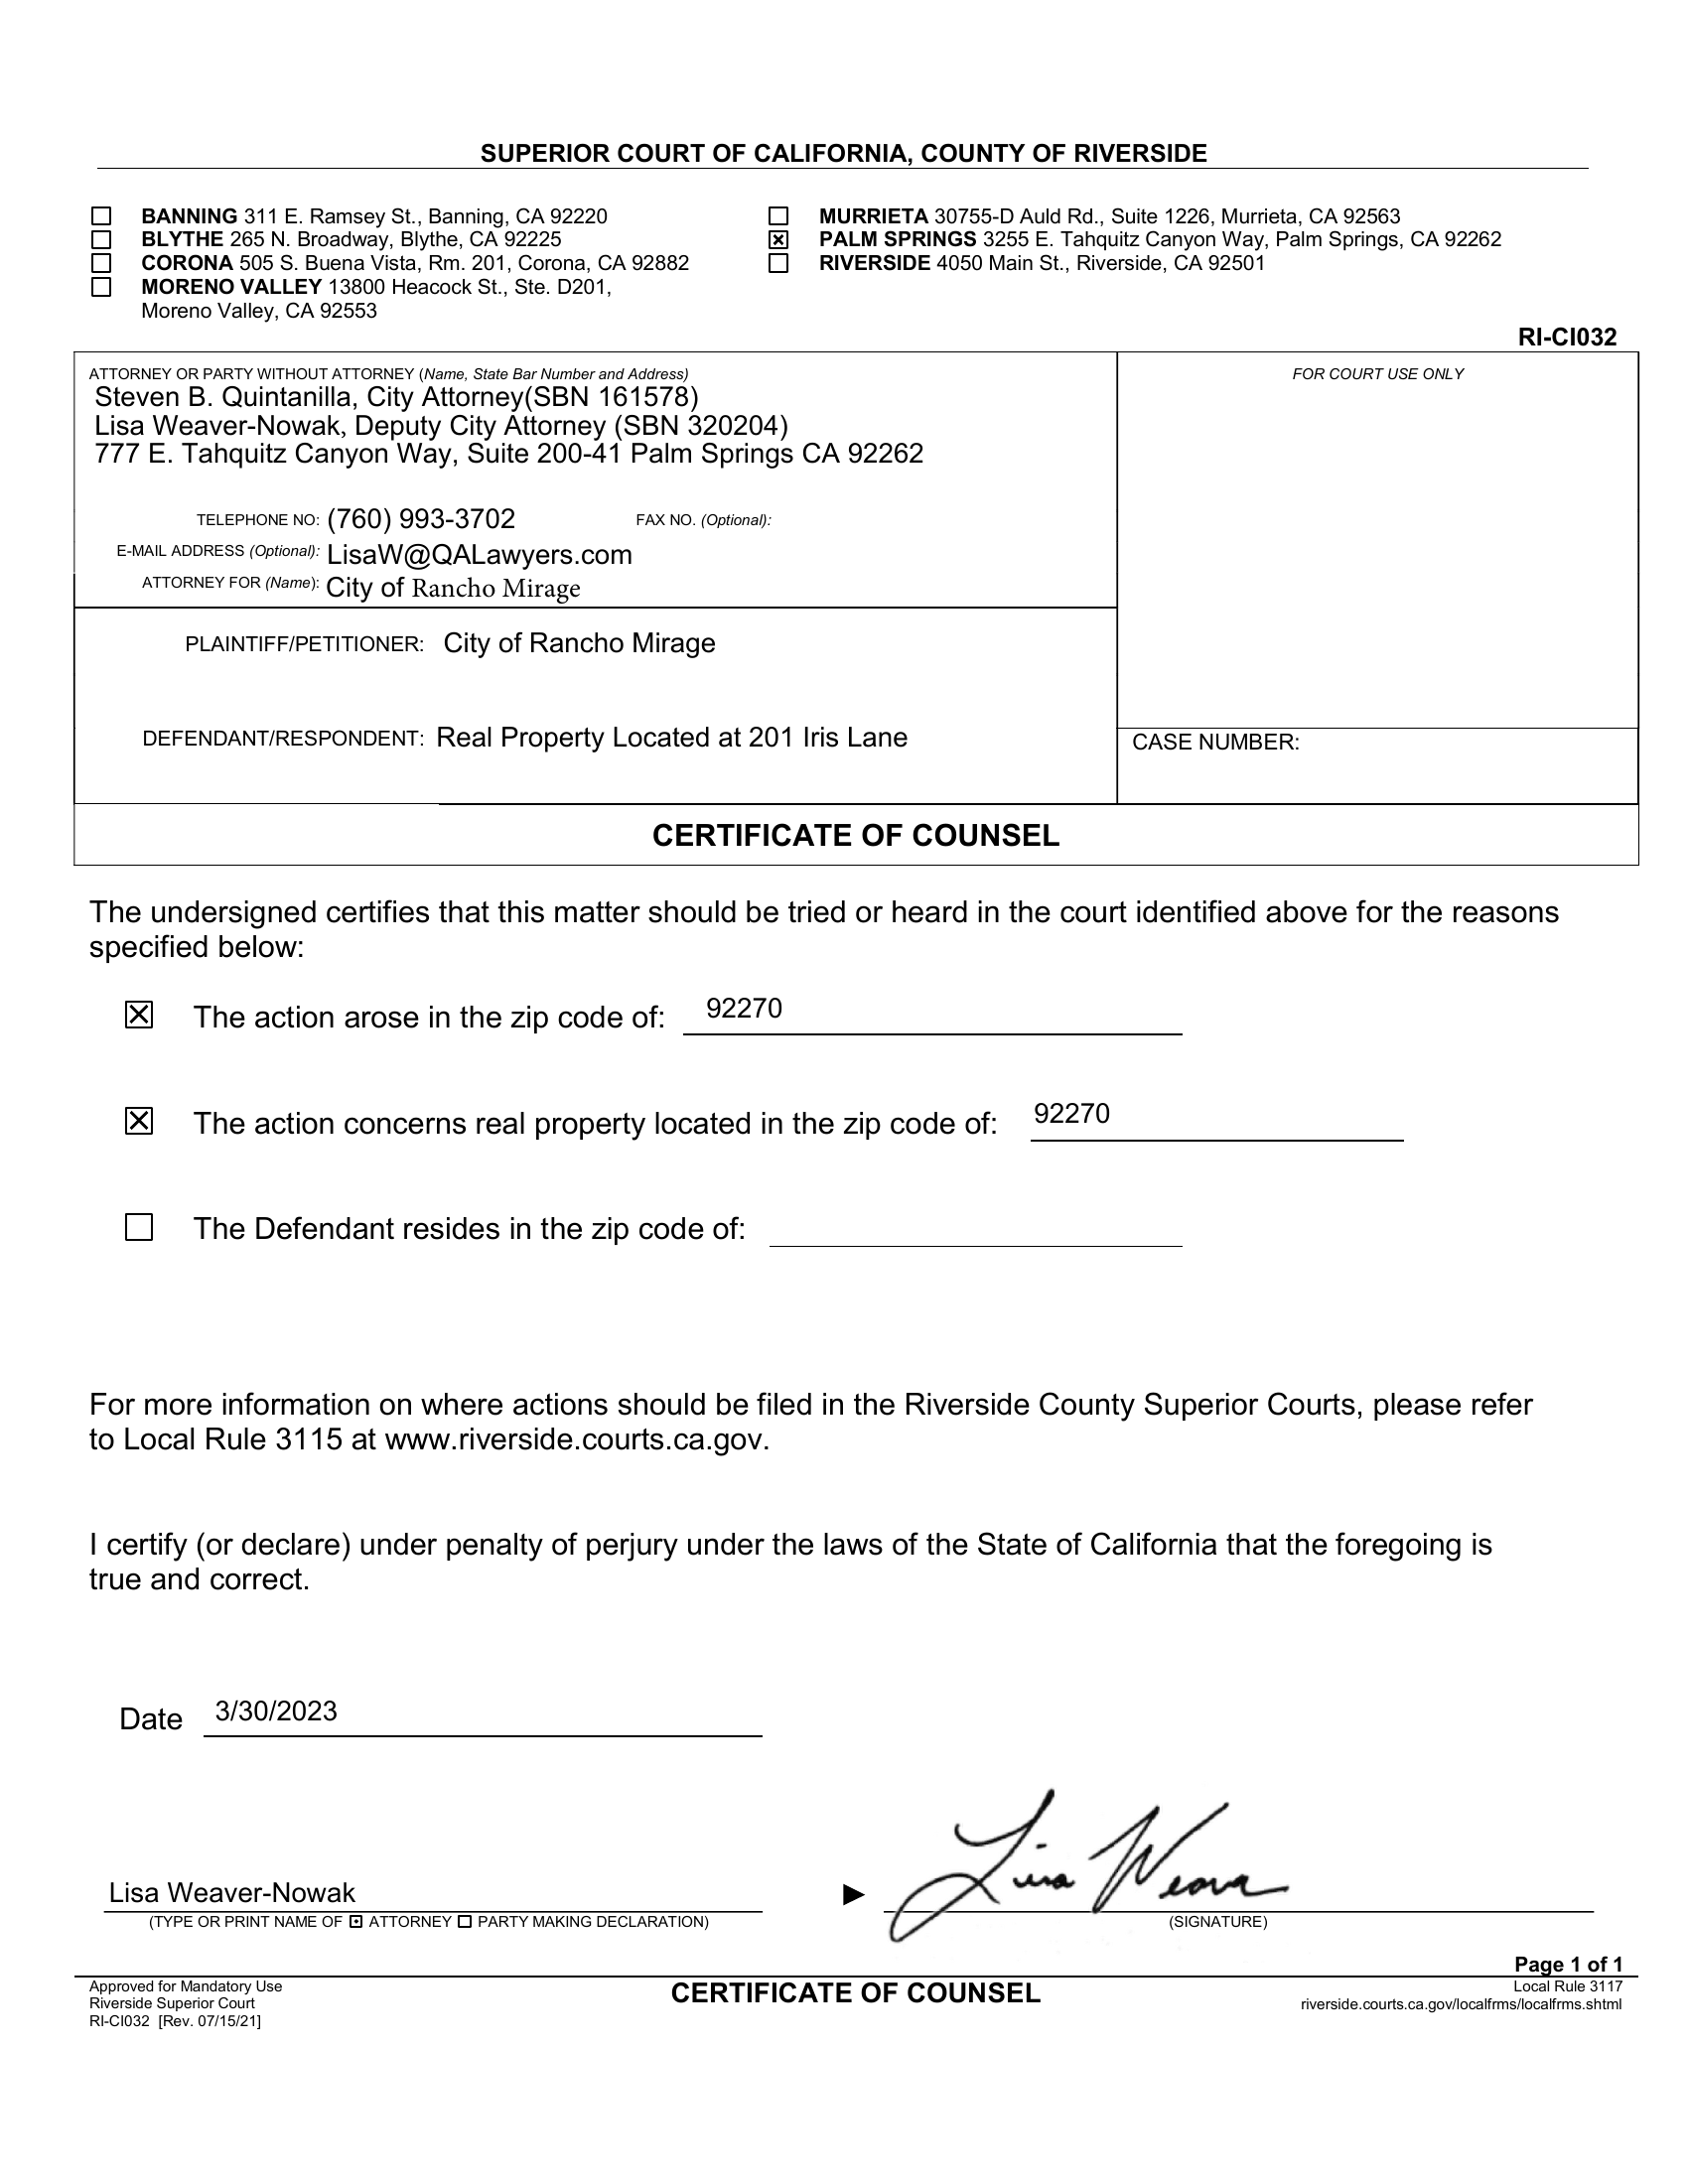 SUPERIOR COURT OF CALIFORNIA, COUNTY OF RIVERSIDE
BANNING 311 E. Ramsey St., Banning, CA 92220
BLYTHE 265 N. Broadway, Blythe, CA 92225
CORONA 505 S. Buena Vista, Rm. 201, Corona, CA 92882
MORENO VALLEY 13800 Heacock St., Ste. D201,
Moreno Valley, CA 92553
MURRIETA 30755-D Auld Rd., Suite 1226, Murrieta, CA 92563
PALM SPRINGS 3255 E. Tahquitz Canyon Way, Palm Springs, CA 92262
RIVERSIDE 4050 Main St., Riverside, CA 92501
RI-CI032
ATTORNEY OR PARTY WITHOUT ATTORNEY (Name, State Bar Number and Address)
Steven B. Quintanilla, City Attorney(SBN 161578)
Lisa Weaver-Nowak, Deputy City Attorney (SBN 320204)
777 E. Tahquitz Canyon Way, Suite 200-41 Palm Springs CA 92262
TELEPHONE NO: (760) 993-3702 FAX NO. (Optional):
E-MAIL ADDRESS (Optional): LisaW@QALawyers.com
ATTORNEY FOR (Name): City of Rancho Mirage
FOR COURT USE ONLY
PLAINTIFF/PETITIONER: City of Rancho Mirage
DEFENDANT/RESPONDENT: Real Property Located at 201 Iris Lane
CASE NUMBER:
CERTIFICATE OF COUNSEL
The undersigned certifies that this matter should be tried or heard in the court identified above for the reasons
specified below:
The action arose in the zip code of: 92270
The action concerns real property located in the zip code of: 92270
The Defendant resides in the zip code of:
For more information on where actions should be filed in the Riverside County Superior Courts, please refer
to Local Rule 3115 at www.riverside.courts.ca.gov.
I certify (or declare) under penalty of perjury under the laws of the State of California that the foregoing is
true and correct.
Date 3/30/2023
Lisa Weaver-Nowak
(TYPE OR PRINT NAME OF ATTORNEY PARTY MAKING DECLARATION)
Lisa
(SIGNATURE)
Page 1 of 1
Approved for Mandatory Use
Riverside Superior Court
RI-CI032 [Rev. 07/15/21]
CERTIFICATE OF COUNSEL
Local Rule 3117
riverside.courts.ca.gov/localfrms/localfrms.shtml